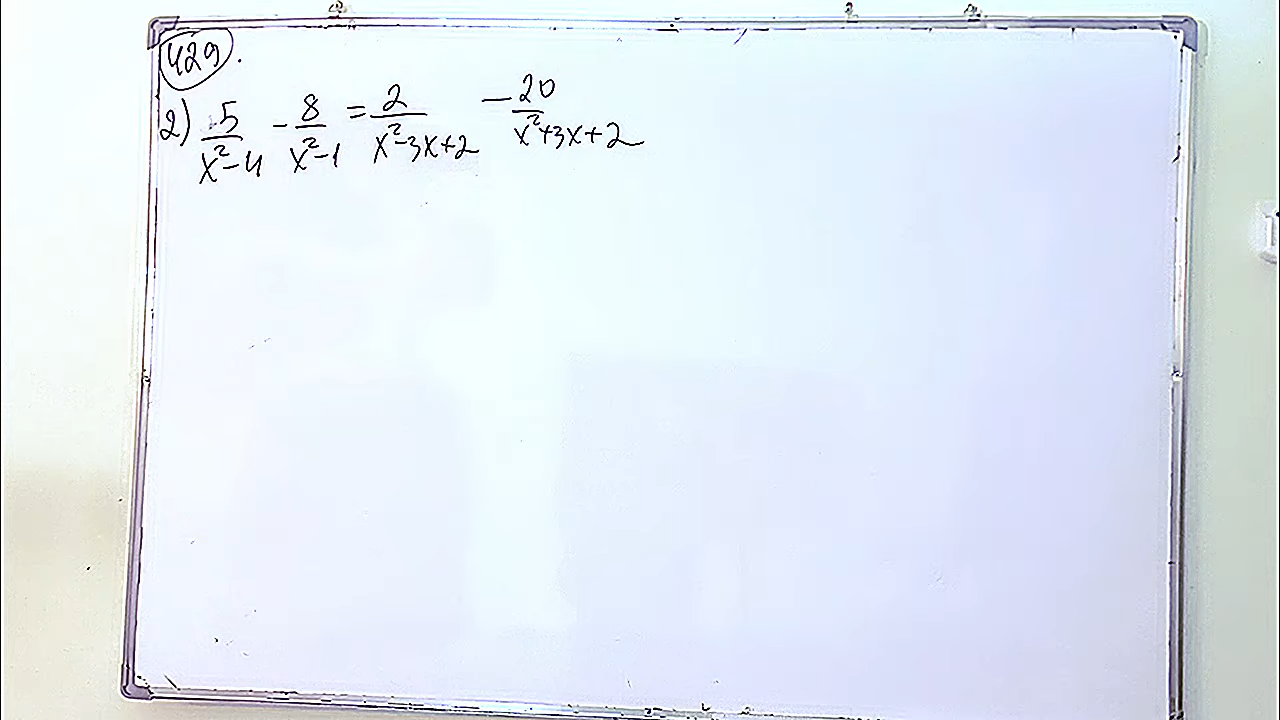 429.
2) 5/(x²-4) - 8/(x²-1) = 2/(x²-3x+2) - 20/(x²+3x+2)